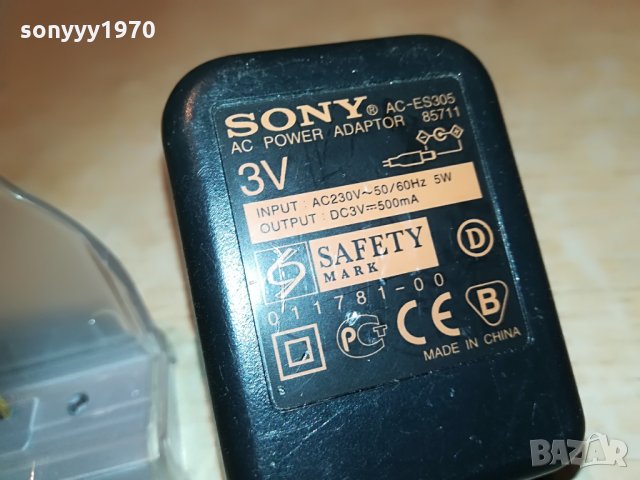 sonyyy1970
SONY® AC-ES305
AC POWER ADAPTOR 85711
3V
INPUT : AC230V~50/60Hz 5W
OUTPUT : DC3V⎓500mA
S SAFETY
MARK
011781-00
D
B
PC CE
MADE IN CHINA
BAZAR